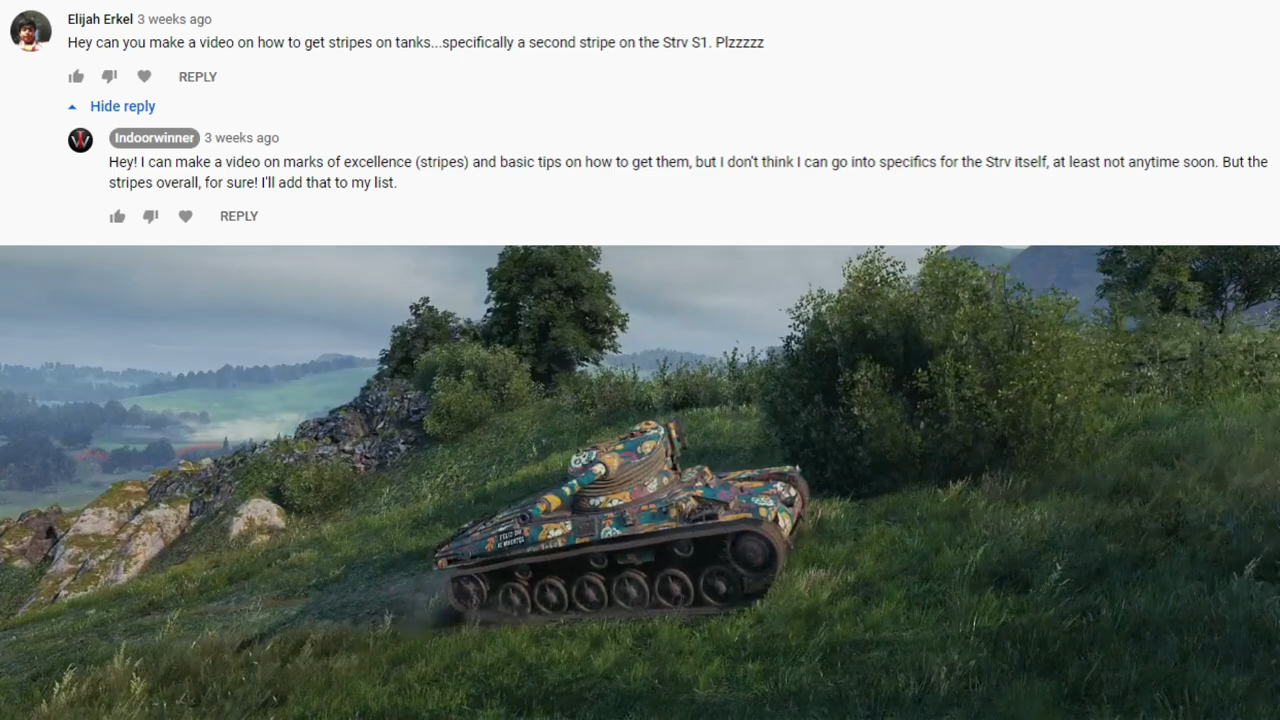 Elijah Erkel 3 weeks ago
Hey can you make a video on how to get stripes on tanks...specifically a second stripe on the Strv S1. Plzzzzz
REPLY
Hide reply
Indoorwinner 3 weeks ago
Hey! I can make a video on marks of excellence (stripes) and basic tips on how to get them, but I don't think I can go into specifics for the Strv itself, at least not anytime soon. But the
stripes overall, for sure! I'll add that to my list.
REPLY